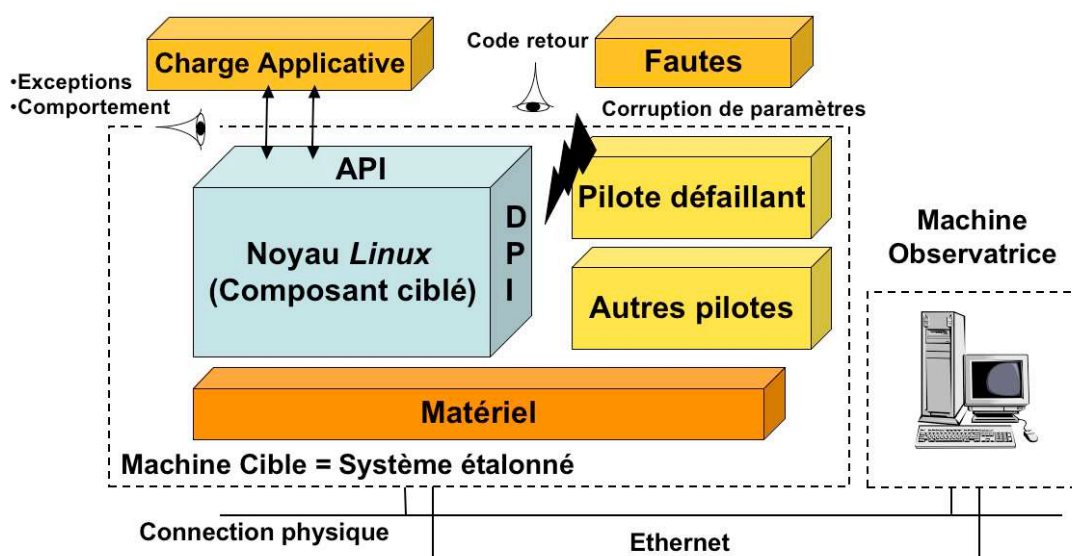 Code retour
Charge Applicative
Fautes
•Exceptions
•Comportement
Corruption de paramètres
API
DPI
Pilote défaillant
Noyau Linux
(Composant ciblé)
Autres pilotes
Machine
Observatrice
Matériel
Machine Cible = Système étalonné
Connection physique
Ethernet